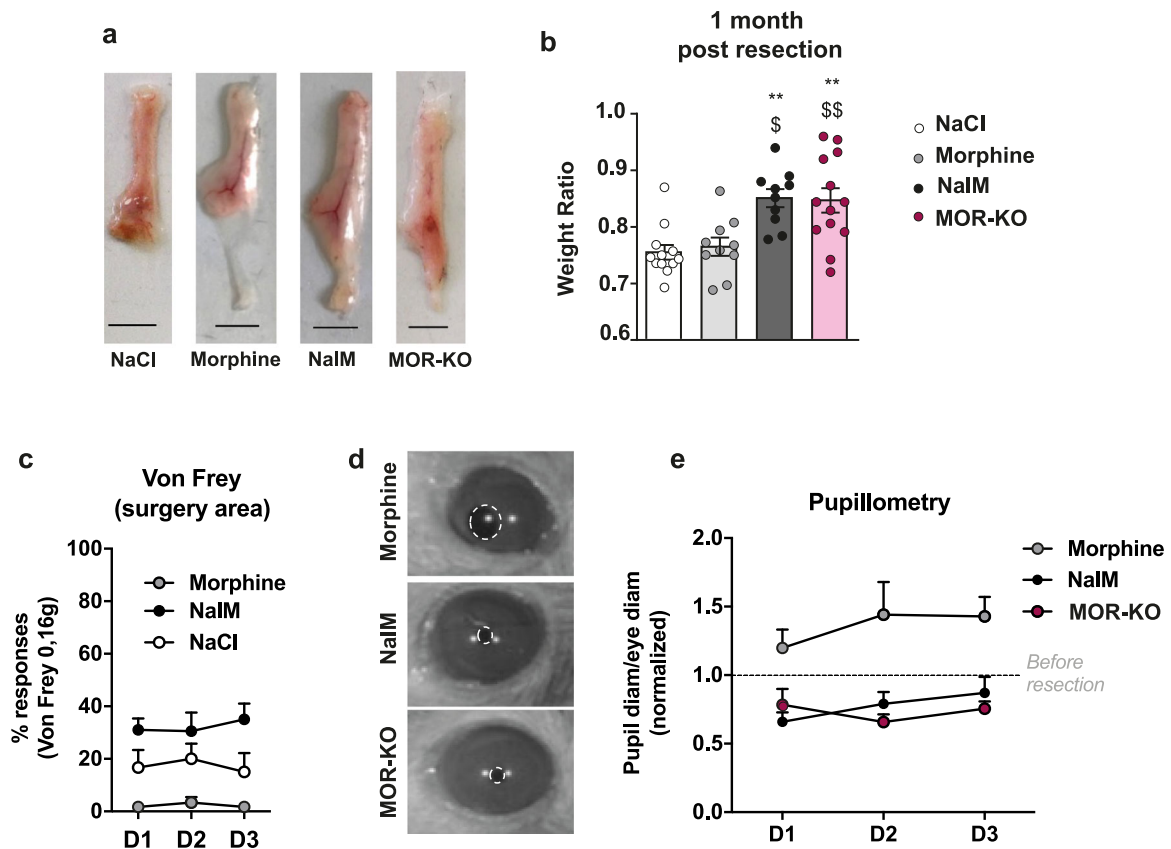 a
NaCl
Morphine
NalM
MOR-KO
b
1 month
post resection
Weight Ratio
1.0
0.9
0.8
0.7
0.6
**
$
**
$$
NaCl
Morphine
NalM
MOR-KO
c
Von Frey
(surgery area)
% responses
(Von Frey 0,16g)
100
80
60
40
20
0
Morphine
NalM
NaCl
D1 D2 D3
d
Morphine
NalM
MOR-KO
e
Pupillometry
Pupil diam/eye diam
(normalized)
2.0
1.5
1.0
0.5
0.0
Morphine
NalM
MOR-KO
Before
resection
D1 D2 D3